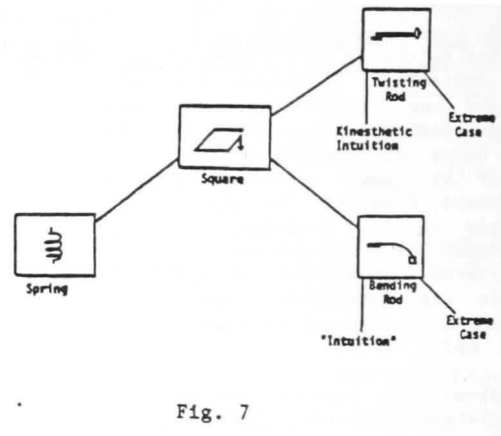 Twisting
Rod
Kinesthetic
Intuition
Extreme
Case
Square
Spring
Bending
Rod
"Intuition"
Extreme
Case
Fig. 7